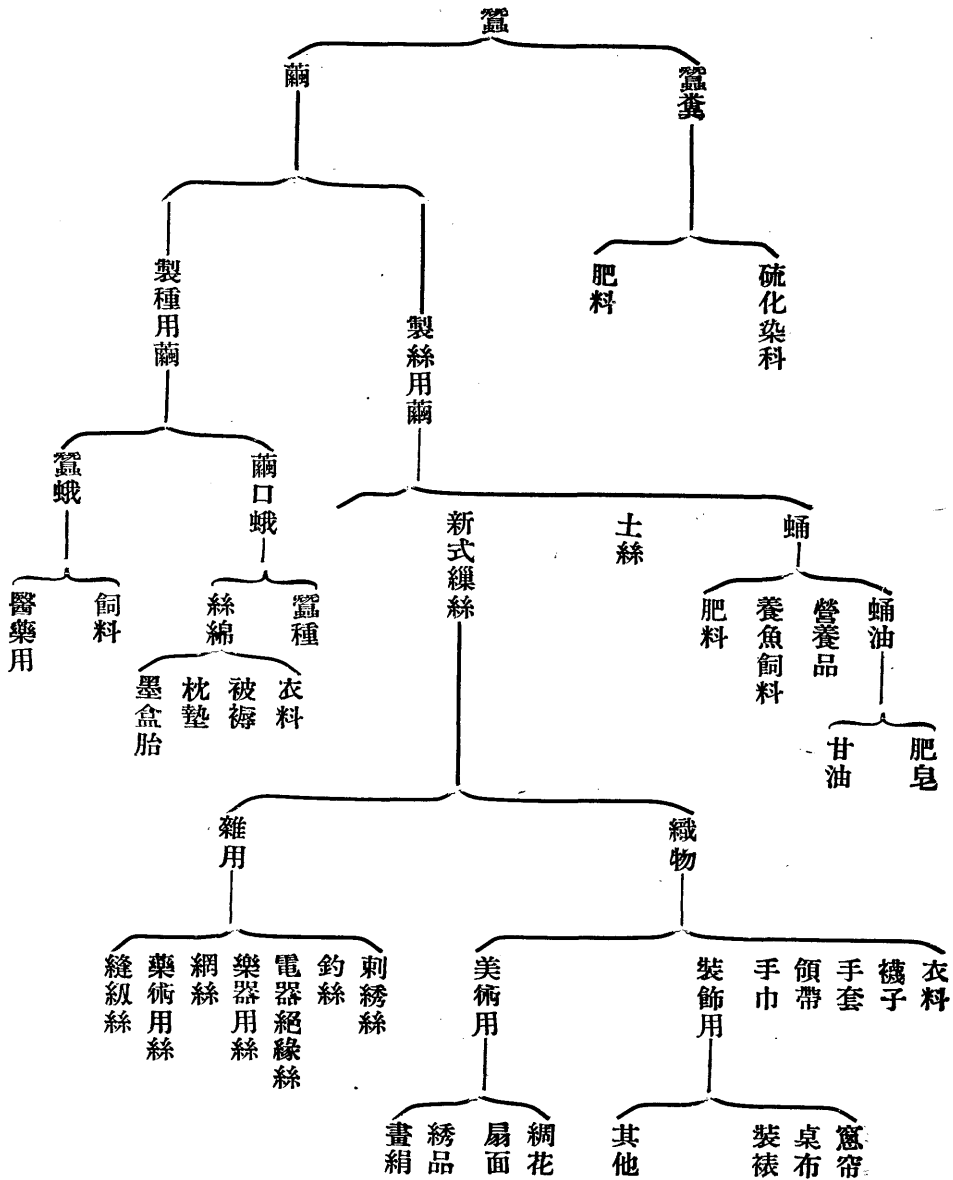 蠶
蠶糞
硫化染科
肥料
繭
製絲用繭
蛹
蛹油
肥皂
甘油
營養品
養魚飼料
肥料
土絲
新式繅絲
織物
衣料
襪子
手套
領帶
手巾
裝飾用
窓帘
桌布
裝裱
其他
美術用
綢花
扇面
綉品
畫絹
雜用
刺綉絲
釣絲
電器絕緣絲
樂器用絲
網絲
藥術用絲
縫紉絲
製種用繭
繭口蛾
蠶種
絲綿
衣料
被褥
枕墊
墨盒胎
蠶蛾
飼料
醫藥用